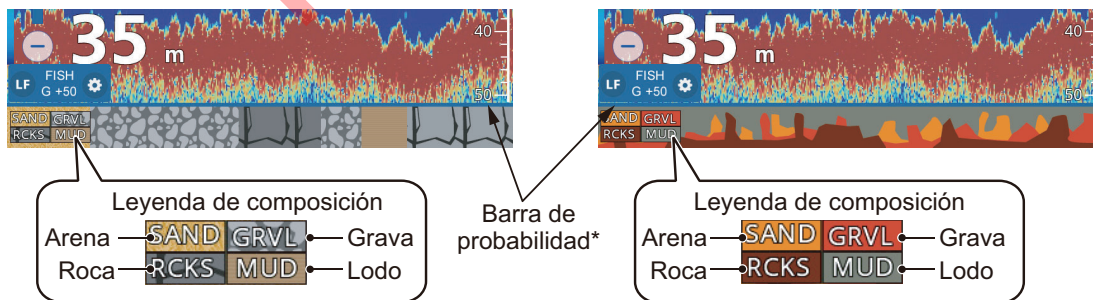 35 m
40
LF FISH
G +50
50
SAND GRVL
RCKS MUD
Leyenda de composición
Arena SAND GRVL Grava
Roca RCKS MUD Lodo
Barra de
probabilidad*
35 m
40
LF FISH
G +50
50
SAND GRVL
RCKS MUD
Leyenda de composición
Arena SAND GRVL Grava
Roca RCKS MUD Lodo